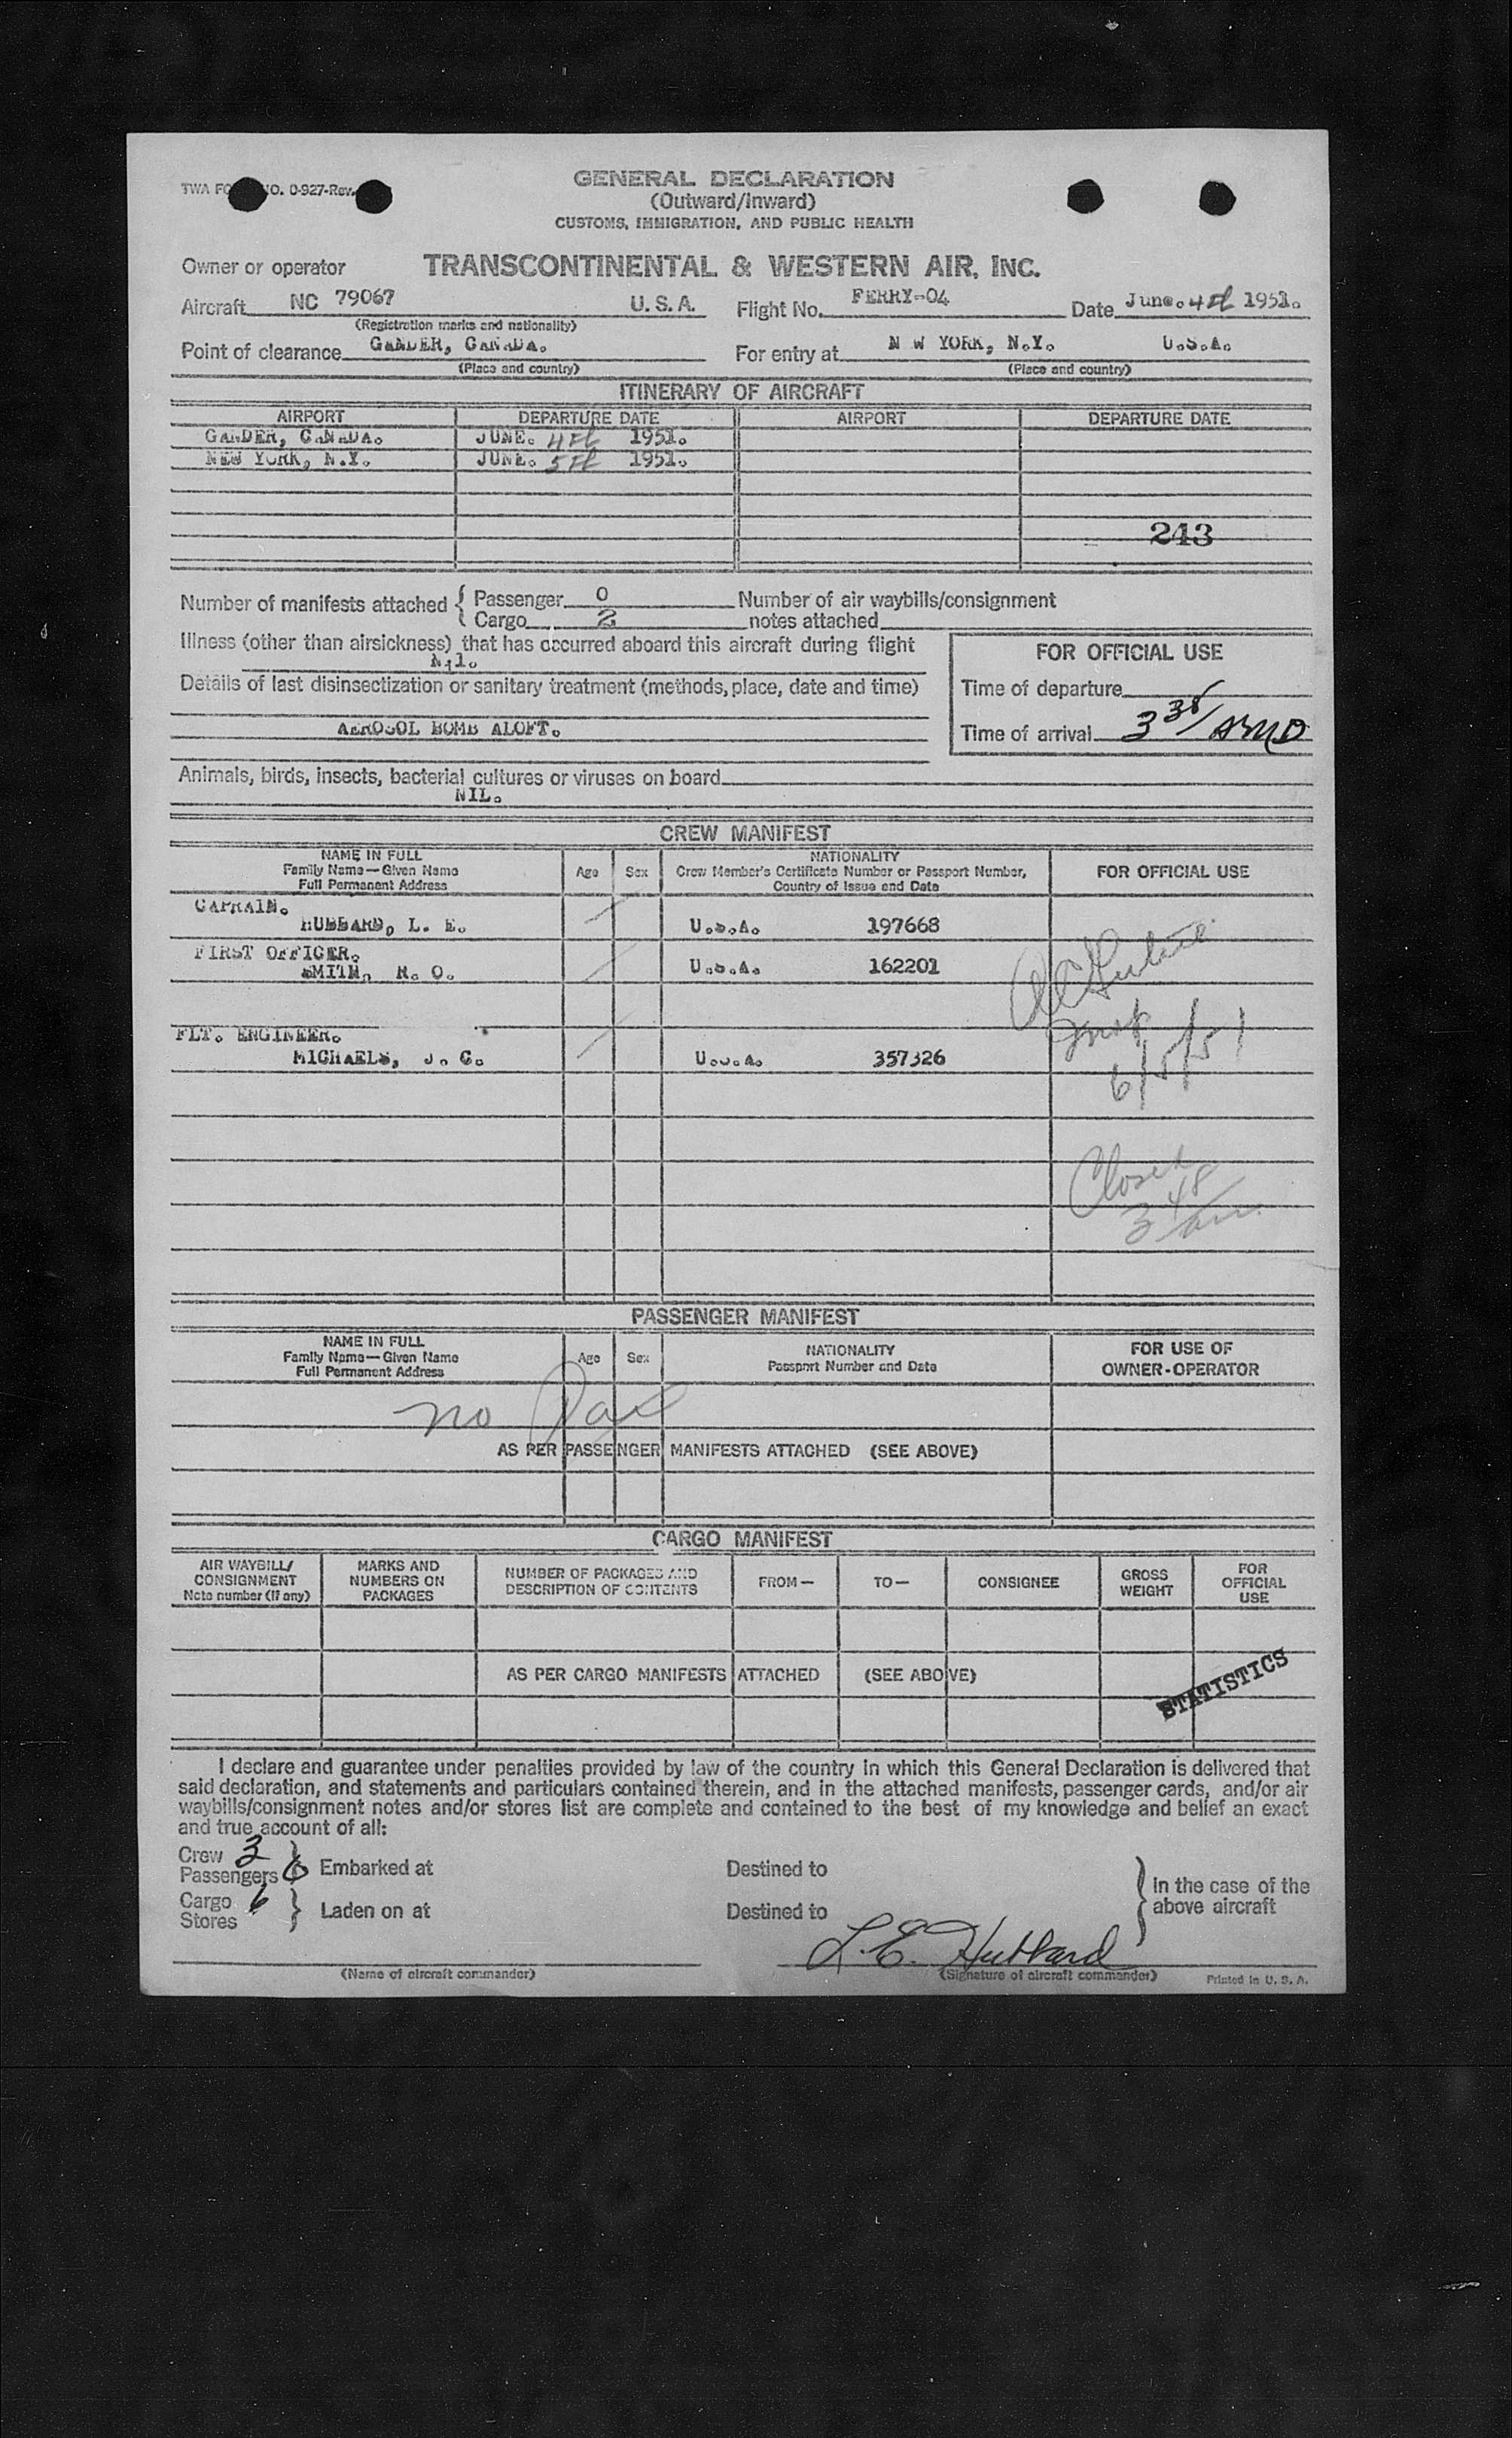 GENERAL DECLARATION
(Outward/Inward)
CUSTOMS, IMMIGRATION, AND PUBLIC HEALTH
TWA NO. 0-927-Rev.
Owner or operator TRANSCONTINENTAL & WESTERN AIR, INC.
Aircraft NC 79067 U. S. A. Flight No. FERRY-04 Date June. 4th 1951.
(Registration marks and nationality)
Point of clearance GANDER, CANADA. For entry at N W YORK, N.Y. U.S.A.
(Place and country) (Place and country)
ITINERARY OF AIRCRAFT
AIRPORT DEPARTURE DATE AIRPORT DEPARTURE DATE
GANDER, CANADA. JUNE. 4th 1951.
NEW YORK, N.Y. JUNE. 5th 1951.
243
Number of manifests attached { Passenger 0 Number of air waybills/consignment
Cargo 2 notes attached
Illness (other than airsickness) that has occurred aboard this aircraft during flight
Nil.
FOR OFFICIAL USE
Details of last disinsectization or sanitary treatment (methods, place, date and time)
Time of departure
AEROSOL BOMB ALOFT.
Time of arrival 3 38/
Animals, birds, insects, bacterial cultures or viruses on board
NIL.
CREW MANIFEST
NAME IN FULL
Family Name—Given Name
Full Permanent Address
Age Sex
NATIONALITY
Crew Member's Certificate Number or Passport Number,
Country of Issue and Date
FOR OFFICIAL USE
CAPRAIN.
HUBBARD, L. E. U.S.A. 197668
FIRST OFFICER.
SMITH, R. O. U.S.A. 162201
FLT. ENGINEER.
MICHAELS, J. C. U.S.A. 357326
Insp
6/5/51
Closed
3 48 am.
PASSENGER MANIFEST
NAME IN FULL
Family Name—Given Name
Full Permanent Address
Age Sex
NATIONALITY
Passport Number and Date
FOR USE OF
OWNER-OPERATOR
no Pax
AS PER PASSENGER MANIFESTS ATTACHED (SEE ABOVE)
CARGO MANIFEST
AIR WAYBILL/
CONSIGNMENT
Note number (if any)
MARKS AND
NUMBERS ON
PACKAGES
NUMBER OF PACKAGES AND
DESCRIPTION OF CONTENTS
FROM—
TO—
CONSIGNEE
GROSS
WEIGHT
FOR
OFFICIAL
USE
AS PER CARGO MANIFESTS ATTACHED (SEE ABOVE)
STATISTICS
I declare and guarantee under penalties provided by law of the country in which this General Declaration is delivered that
said declaration, and statements and particulars contained therein, and in the attached manifests, passenger cards, and/or air
waybills/consignment notes and/or stores list are complete and contained to the best of my knowledge and belief an exact
and true account of all:
Crew 3
Passengers } Embarked at Destined to
Cargo
Stores } Laden on at Destined to
} In the case of the
above aircraft
L. E. Hubbard
(Name of aircraft commander) (Signature of aircraft commander) Printed in U. S. A.